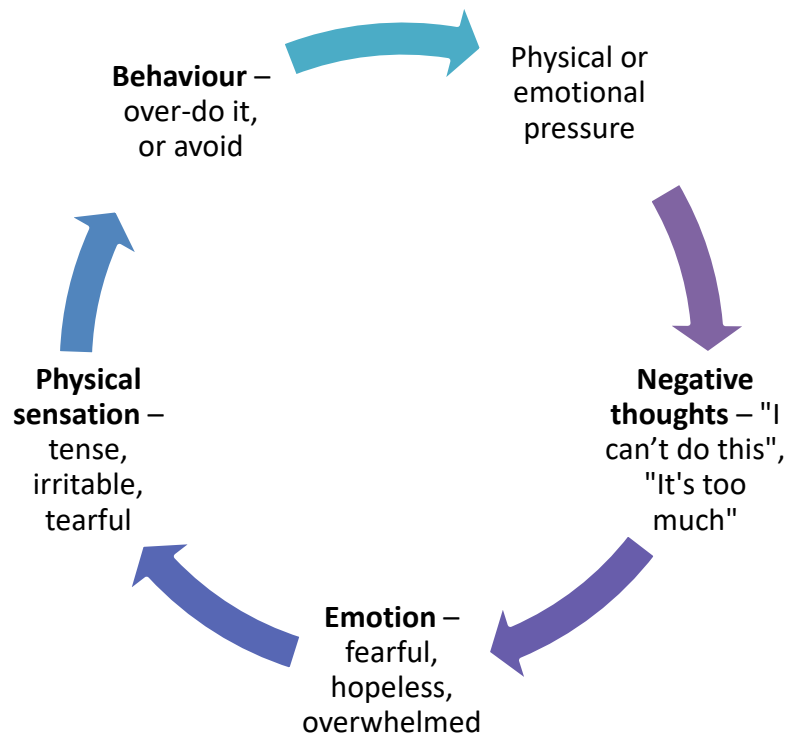 Physical or
emotional
pressure
Negative
thoughts – "I
can’t do this",
"It's too
much"
Emotion –
fearful,
hopeless,
overwhelmed
Physical
sensation –
tense,
irritable,
tearful
Behaviour –
over-do it,
or avoid